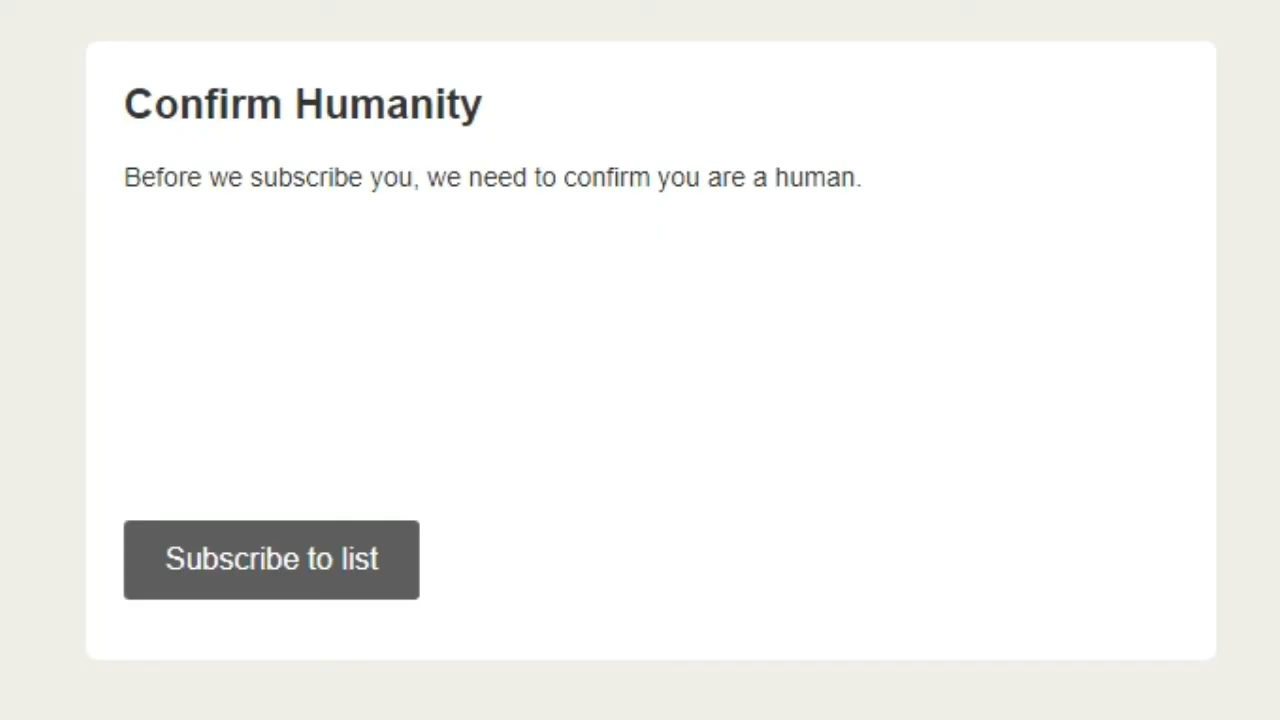 Confirm Humanity
Before we subscribe you, we need to confirm you are a human.
Subscribe to list